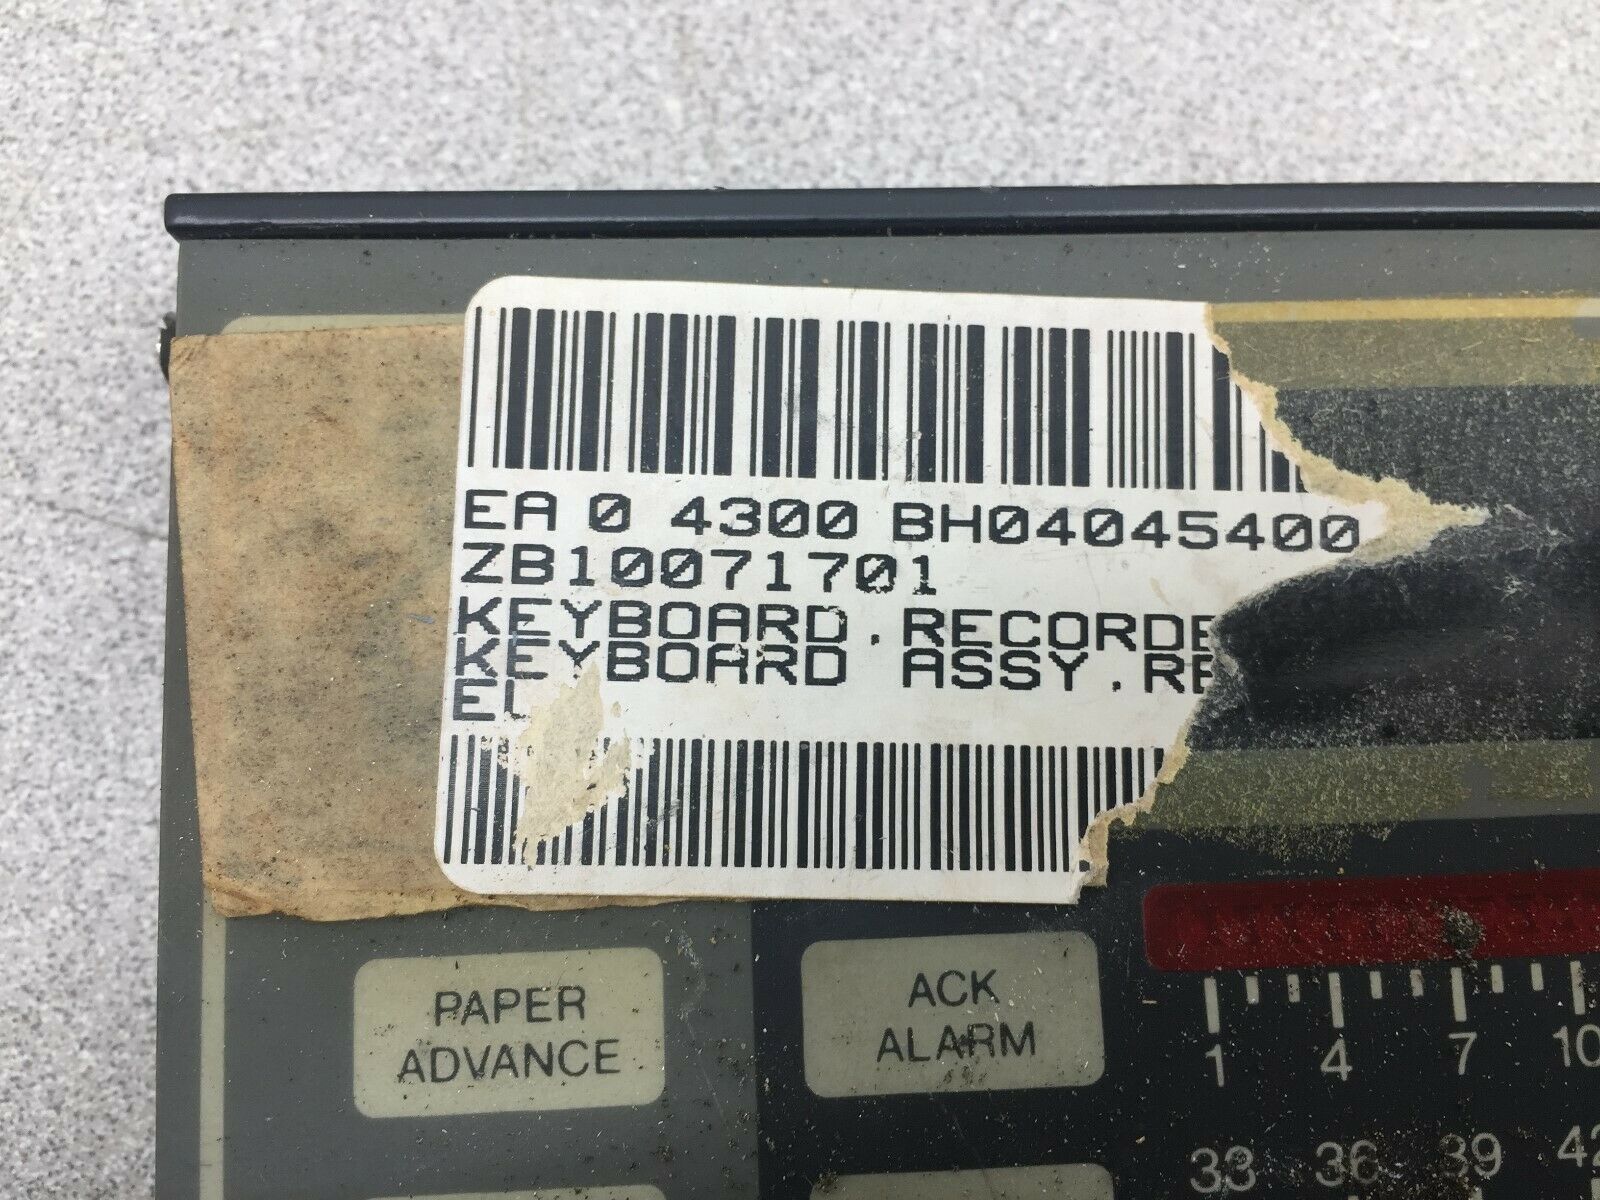 EA 0 4300 BH04045400
ZB10071701
KEYBOARD.RECORDE
KEYBOARD ASSY.RE
EL
PAPER
ADVANCE
ACK
ALARM
1 4 7 10
33 36 39 42